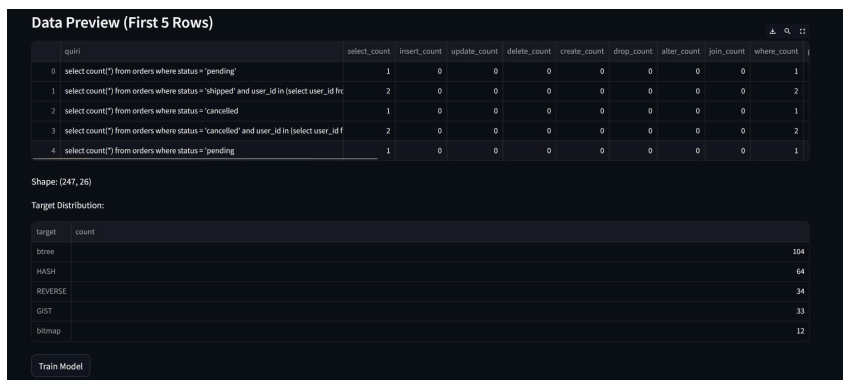 Data Preview (First 5 Rows)
quiri select_count insert_count update_count delete_count create_count drop_count alter_count join_count where_count
0 select count(*) from orders where status = 'pending' 1 0 0 0 0 0 0 0 1
1 select count(*) from orders where status = 'shipped' and user_id in (select user_id frc 2 0 0 0 0 0 0 0 2
2 select count(*) from orders where status = 'cancelled 1 0 0 0 0 0 0 0 1
3 select count(*) from orders where status = 'cancelled' and user_id in (select user_id f 2 0 0 0 0 0 0 0 2
4 select count(*) from orders where status = 'pending 1 0 0 0 0 0 0 0 1
Shape: (247, 26)
Target Distribution:
target count
btree 104
HASH 64
REVERSE 34
GIST 33
bitmap 12
Train Model